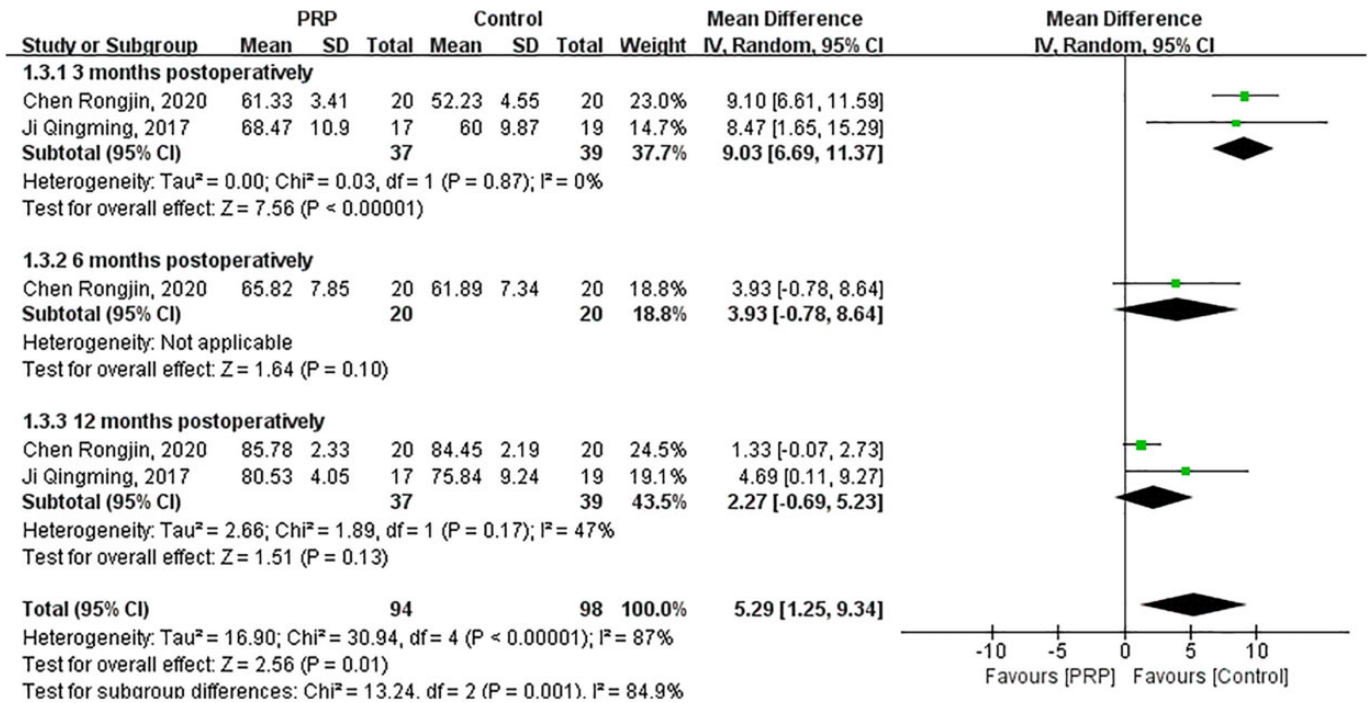 PRP Control Mean Difference Mean Difference
Study or Subgroup Mean SD Total Mean SD Total Weight IV, Random, 95% CI IV, Random, 95% CI
1.3.1 3 months postoperatively
Chen Rongjin, 2020 61.33 3.41 20 52.23 4.55 20 23.0% 9.10 [6.61, 11.59]
Ji Qingming, 2017 68.47 10.9 17 60 9.87 19 14.7% 8.47 [1.65, 15.29]
Subtotal (95% CI) 37 39 37.7% 9.03 [6.69, 11.37]
Heterogeneity: Tau² = 0.00; Chi² = 0.03, df = 1 (P = 0.87); I² = 0%
Test for overall effect: Z = 7.56 (P < 0.00001)
1.3.2 6 months postoperatively
Chen Rongjin, 2020 65.82 7.85 20 61.89 7.34 20 18.8% 3.93 [-0.78, 8.64]
Subtotal (95% CI) 20 20 18.8% 3.93 [-0.78, 8.64]
Heterogeneity: Not applicable
Test for overall effect: Z = 1.64 (P = 0.10)
1.3.3 12 months postoperatively
Chen Rongjin, 2020 85.78 2.33 20 84.45 2.19 20 24.5% 1.33 [-0.07, 2.73]
Ji Qingming, 2017 80.53 4.05 17 75.84 9.24 19 19.1% 4.69 [0.11, 9.27]
Subtotal (95% CI) 37 39 43.5% 2.27 [-0.69, 5.23]
Heterogeneity: Tau² = 2.66; Chi² = 1.89, df = 1 (P = 0.17); I² = 47%
Test for overall effect: Z = 1.51 (P = 0.13)
Total (95% CI) 94 98 100.0% 5.29 [1.25, 9.34]
Heterogeneity: Tau² = 16.90; Chi² = 30.94, df = 4 (P < 0.00001); I² = 87%
Test for overall effect: Z = 2.56 (P = 0.01)
Test for subgroup differences: Chi² = 13.24, df = 2 (P = 0.001), I² = 84.9%
-10 -5 0 5 10
Favours [PRP] Favours [Control]